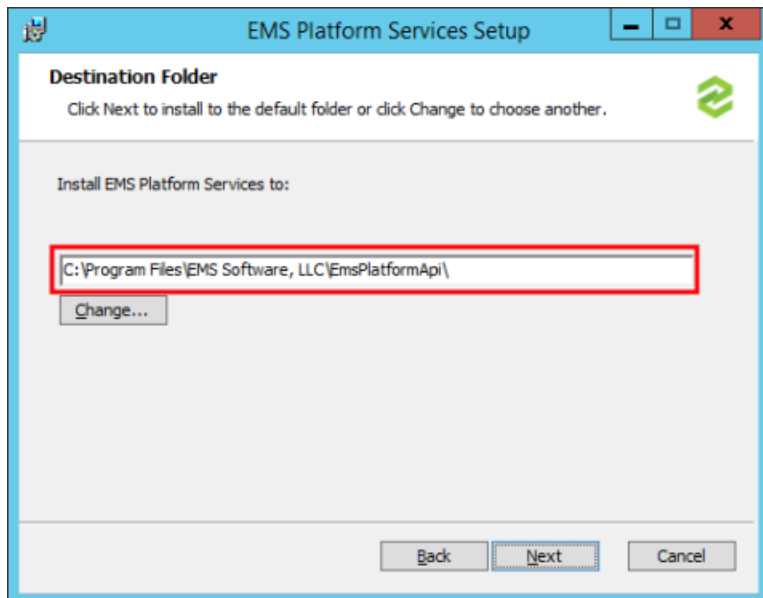 EMS Platform Services Setup
Destination Folder
Click Next to install to the default folder or click Change to choose another.
Install EMS Platform Services to:
C:\Program Files\EMS Software, LLC\EmsPlatformApi\
Change...
Back Next Cancel